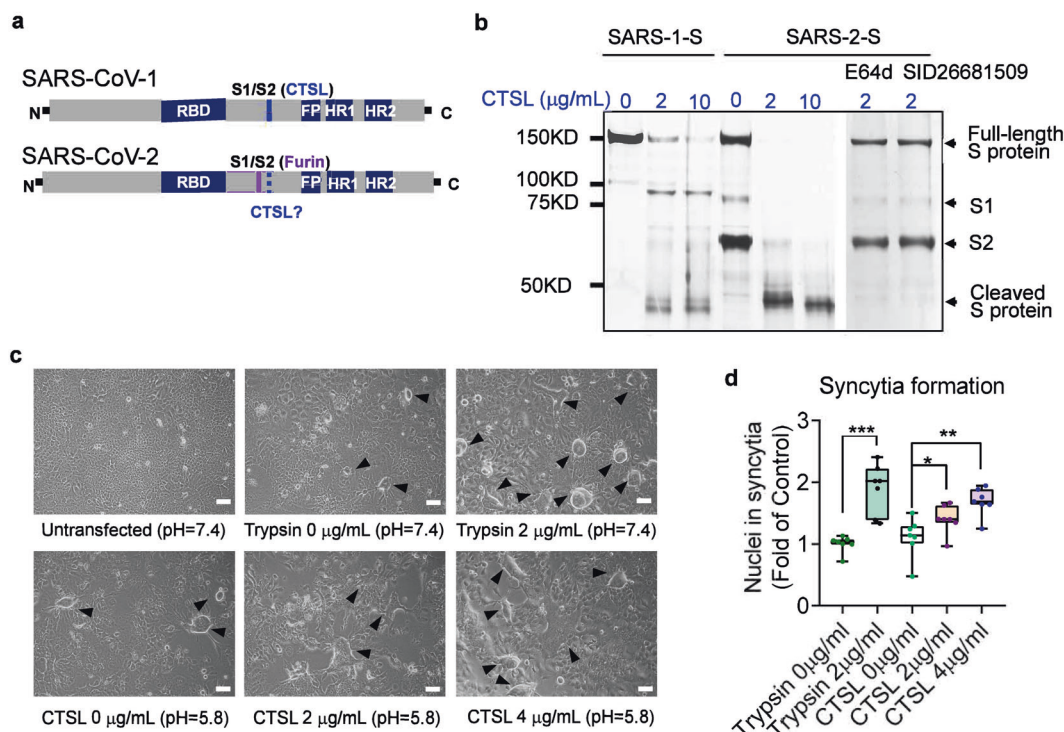 a
SARS-CoV-1
S1/S2 (CTSL)
N RBD FP HR1 HR2 C
SARS-CoV-2
S1/S2 (Furin)
N RBD FP HR1 HR2 C
CTSL?
b
SARS-1-S SARS-2-S
E64d SID26681509
CTSL (μg/mL) 0 2 10 0 2 10 2 2
150KD
100KD
75KD
50KD
Full-length
S protein
S1
S2
Cleaved
S protein
c
Untransfected (pH=7.4) Trypsin 0 μg/mL (pH=7.4) Trypsin 2 μg/mL (pH=7.4)
CTSL 0 μg/mL (pH=5.8) CTSL 2 μg/mL (pH=5.8) CTSL 4 μg/mL (pH=5.8)
d
Syncytia formation
Nuclei in syncytia
(Fold of Control)
3
2
1
0
*** * **
Trypsin 0μg/ml
Trypsin 2μg/ml
CTSL 0μg/ml
CTSL 2μg/ml
CTSL 4μg/ml